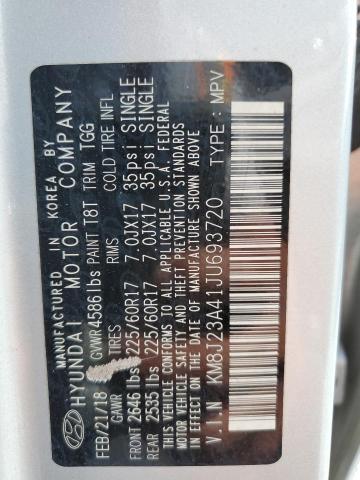 MANUFACTURED IN KOREA BY
HYUNDAI MOTOR COMPANY
FEB/21/18 GVWR 4586 lbs PAINT T8T TRIM TGG
GAWR TIRES RIMS COLD TIRE INFL
FRONT 2646 lbs 225/60R17 7.0JX17 35psi SINGLE
REAR 2535 lbs 225/60R17 7.0JX17 35psi SINGLE
THIS VEHICLE CONFORMS TO ALL APPLICABLE U.S.A. FEDERAL
MOTOR VEHICLE SAFETY AND THEFT PREVENTION STANDARDS
IN EFFECT ON THE DATE OF MANUFACTURE SHOWN ABOVE
V.I.N KM8J23A41JU693720 TYPE : MPV